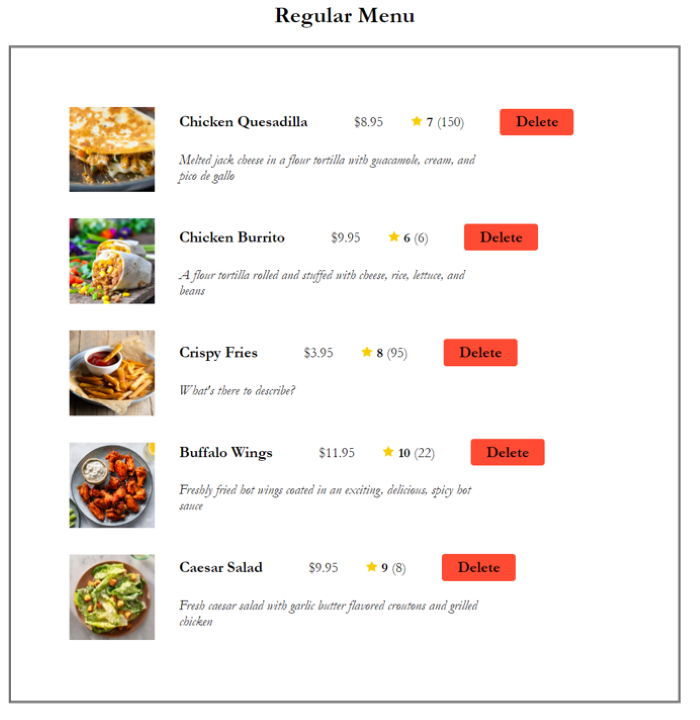 Regular Menu
Chicken Quesadilla $8.95 7 (150) Delete
Melted jack cheese in a flour tortilla with guacamole, cream, and
pico de gallo
Chicken Burrito $9.95 6 (6) Delete
A flour tortilla rolled and stuffed with cheese, rice, lettuce, and
beans
Crispy Fries $3.95 8 (95) Delete
What's there to describe?
Buffalo Wings $11.95 10 (22) Delete
Freshly fried hot wings coated in an exciting, delicious, spicy hot
sauce
Caesar Salad $9.95 9 (8) Delete
Fresh caesar salad with garlic butter flavored croutons and grilled
chicken